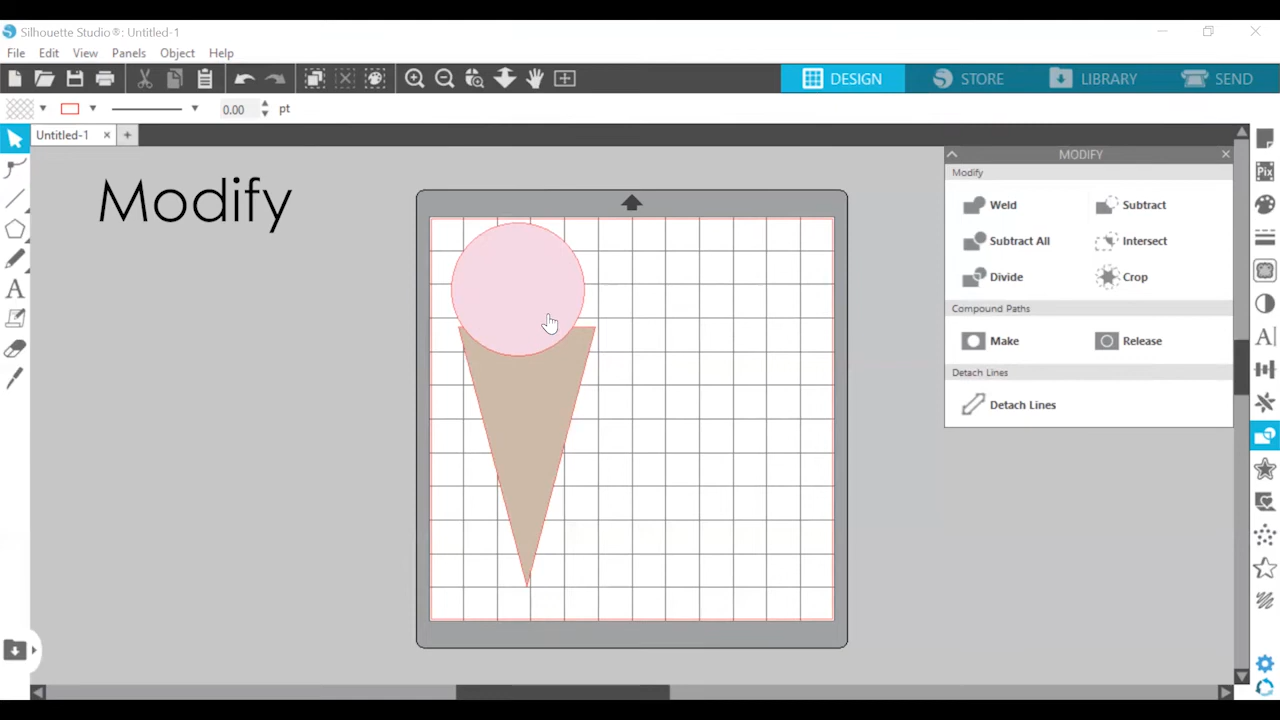 Silhouette Studio®: Untitled-1
File Edit View Panels Object Help
DESIGN STORE LIBRARY SEND
0.00 pt
Untitled-1 × +
Modify
MODIFY
Modify
Weld Subtract
Subtract All Intersect
Divide Crop
Compound Paths
Make Release
Detach Lines
Detach Lines
Pix
A
A